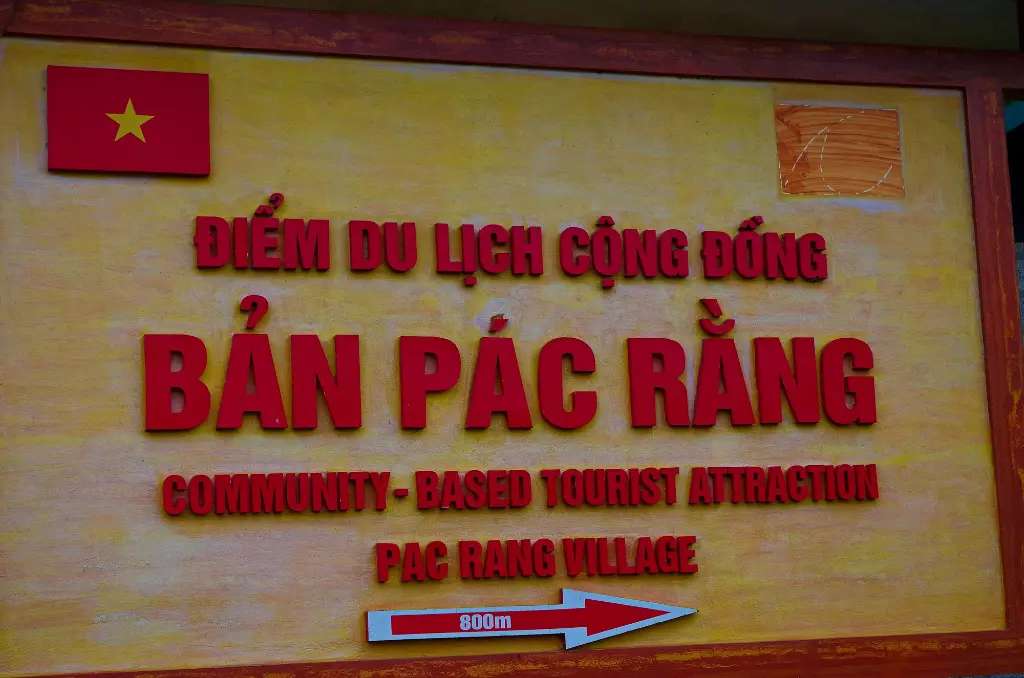 ĐIỂM DU LỊCH CỘNG ĐỒNG
BẢN PÁC RẰNG
COMMUNITY - BASED TOURIST ATTRACTION
PAC RANG VILLAGE
800m